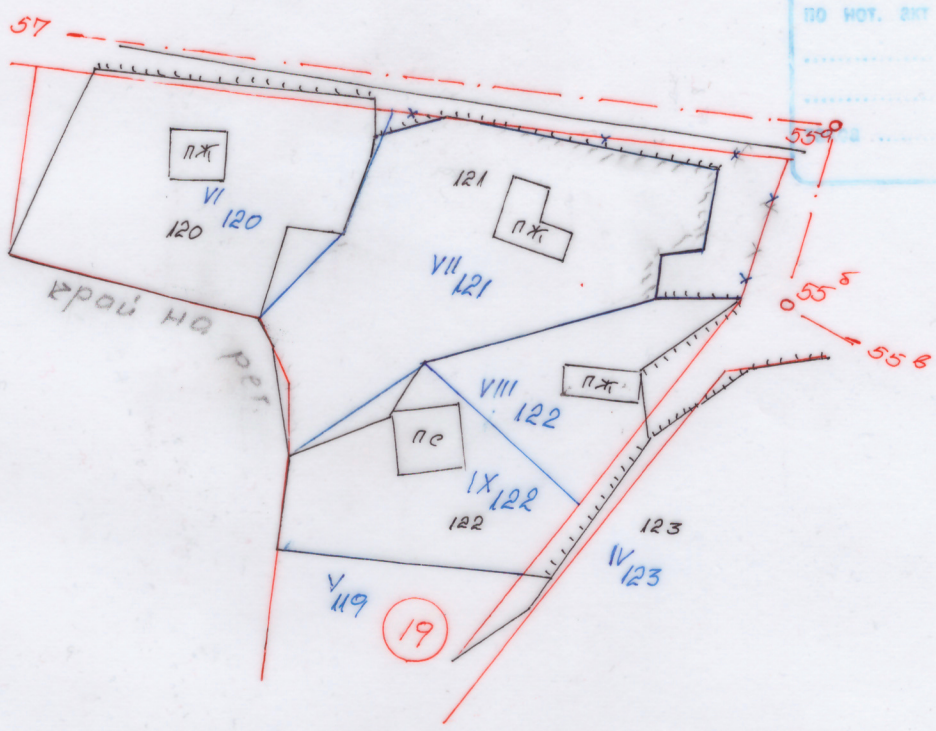 57
ПО НОТ. АКТ
55а
ПЖ
VI 120
120
121
ПЖ
VII 121
край на рег.
55б
55в
ПЖ
VIII 122
ПС
IX 122
122
123
IV 123
V 119
19